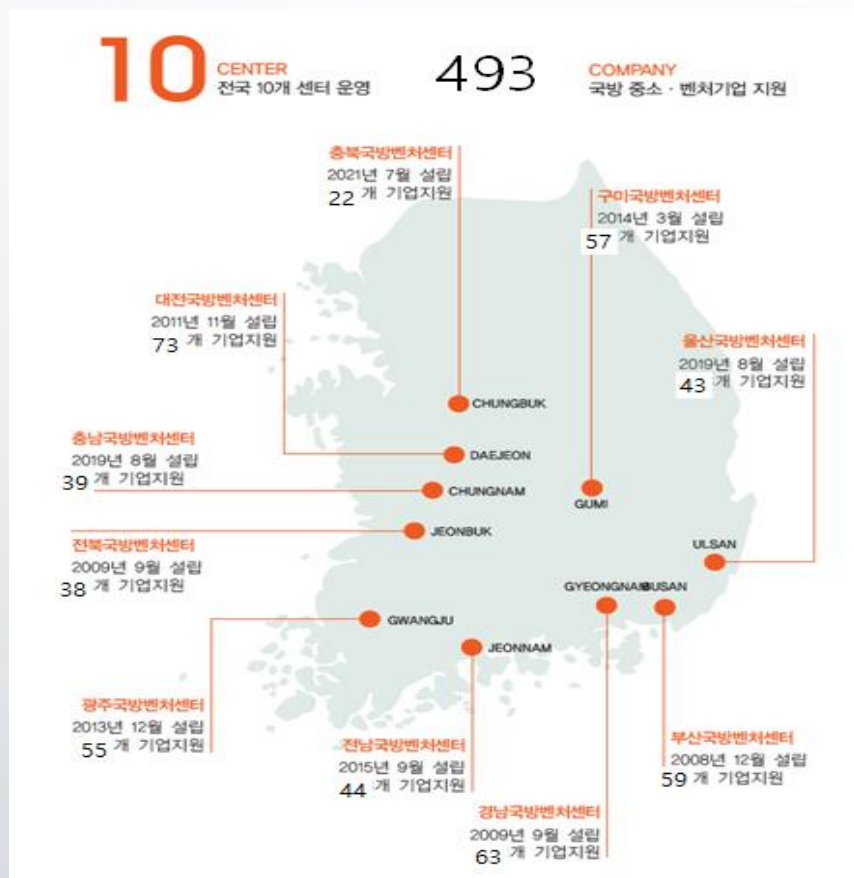 10 CENTER
전국 10개 센터 운영
493 COMPANY
국방 중소 · 벤처기업 지원
충북국방벤처센터
2021년 7월 설립
22 개 기업지원
구미국방벤처센터
2014년 3월 설립
57 개 기업지원
대전국방벤처센터
2011년 11월 설립
73 개 기업지원
울산국방벤처센터
2019년 8월 설립
43 개 기업지원
CHUNGBUK
충남국방벤처센터
2019년 8월 설립
39 개 기업지원
DAEJEON
CHUNGNAM
GUMI
JEONBUK
전북국방벤처센터
2009년 9월 설립
38 개 기업지원
ULSAN
GYEONGNAM
BUSAN
GWANGJU
JEONNAM
광주국방벤처센터
2013년 12월 설립
55 개 기업지원
전남국방벤처센터
2015년 9월 설립
44 개 기업지원
부산국방벤처센터
2008년 12월 설립
59 개 기업지원
경남국방벤처센터
2009년 9월 설립
63 개 기업지원